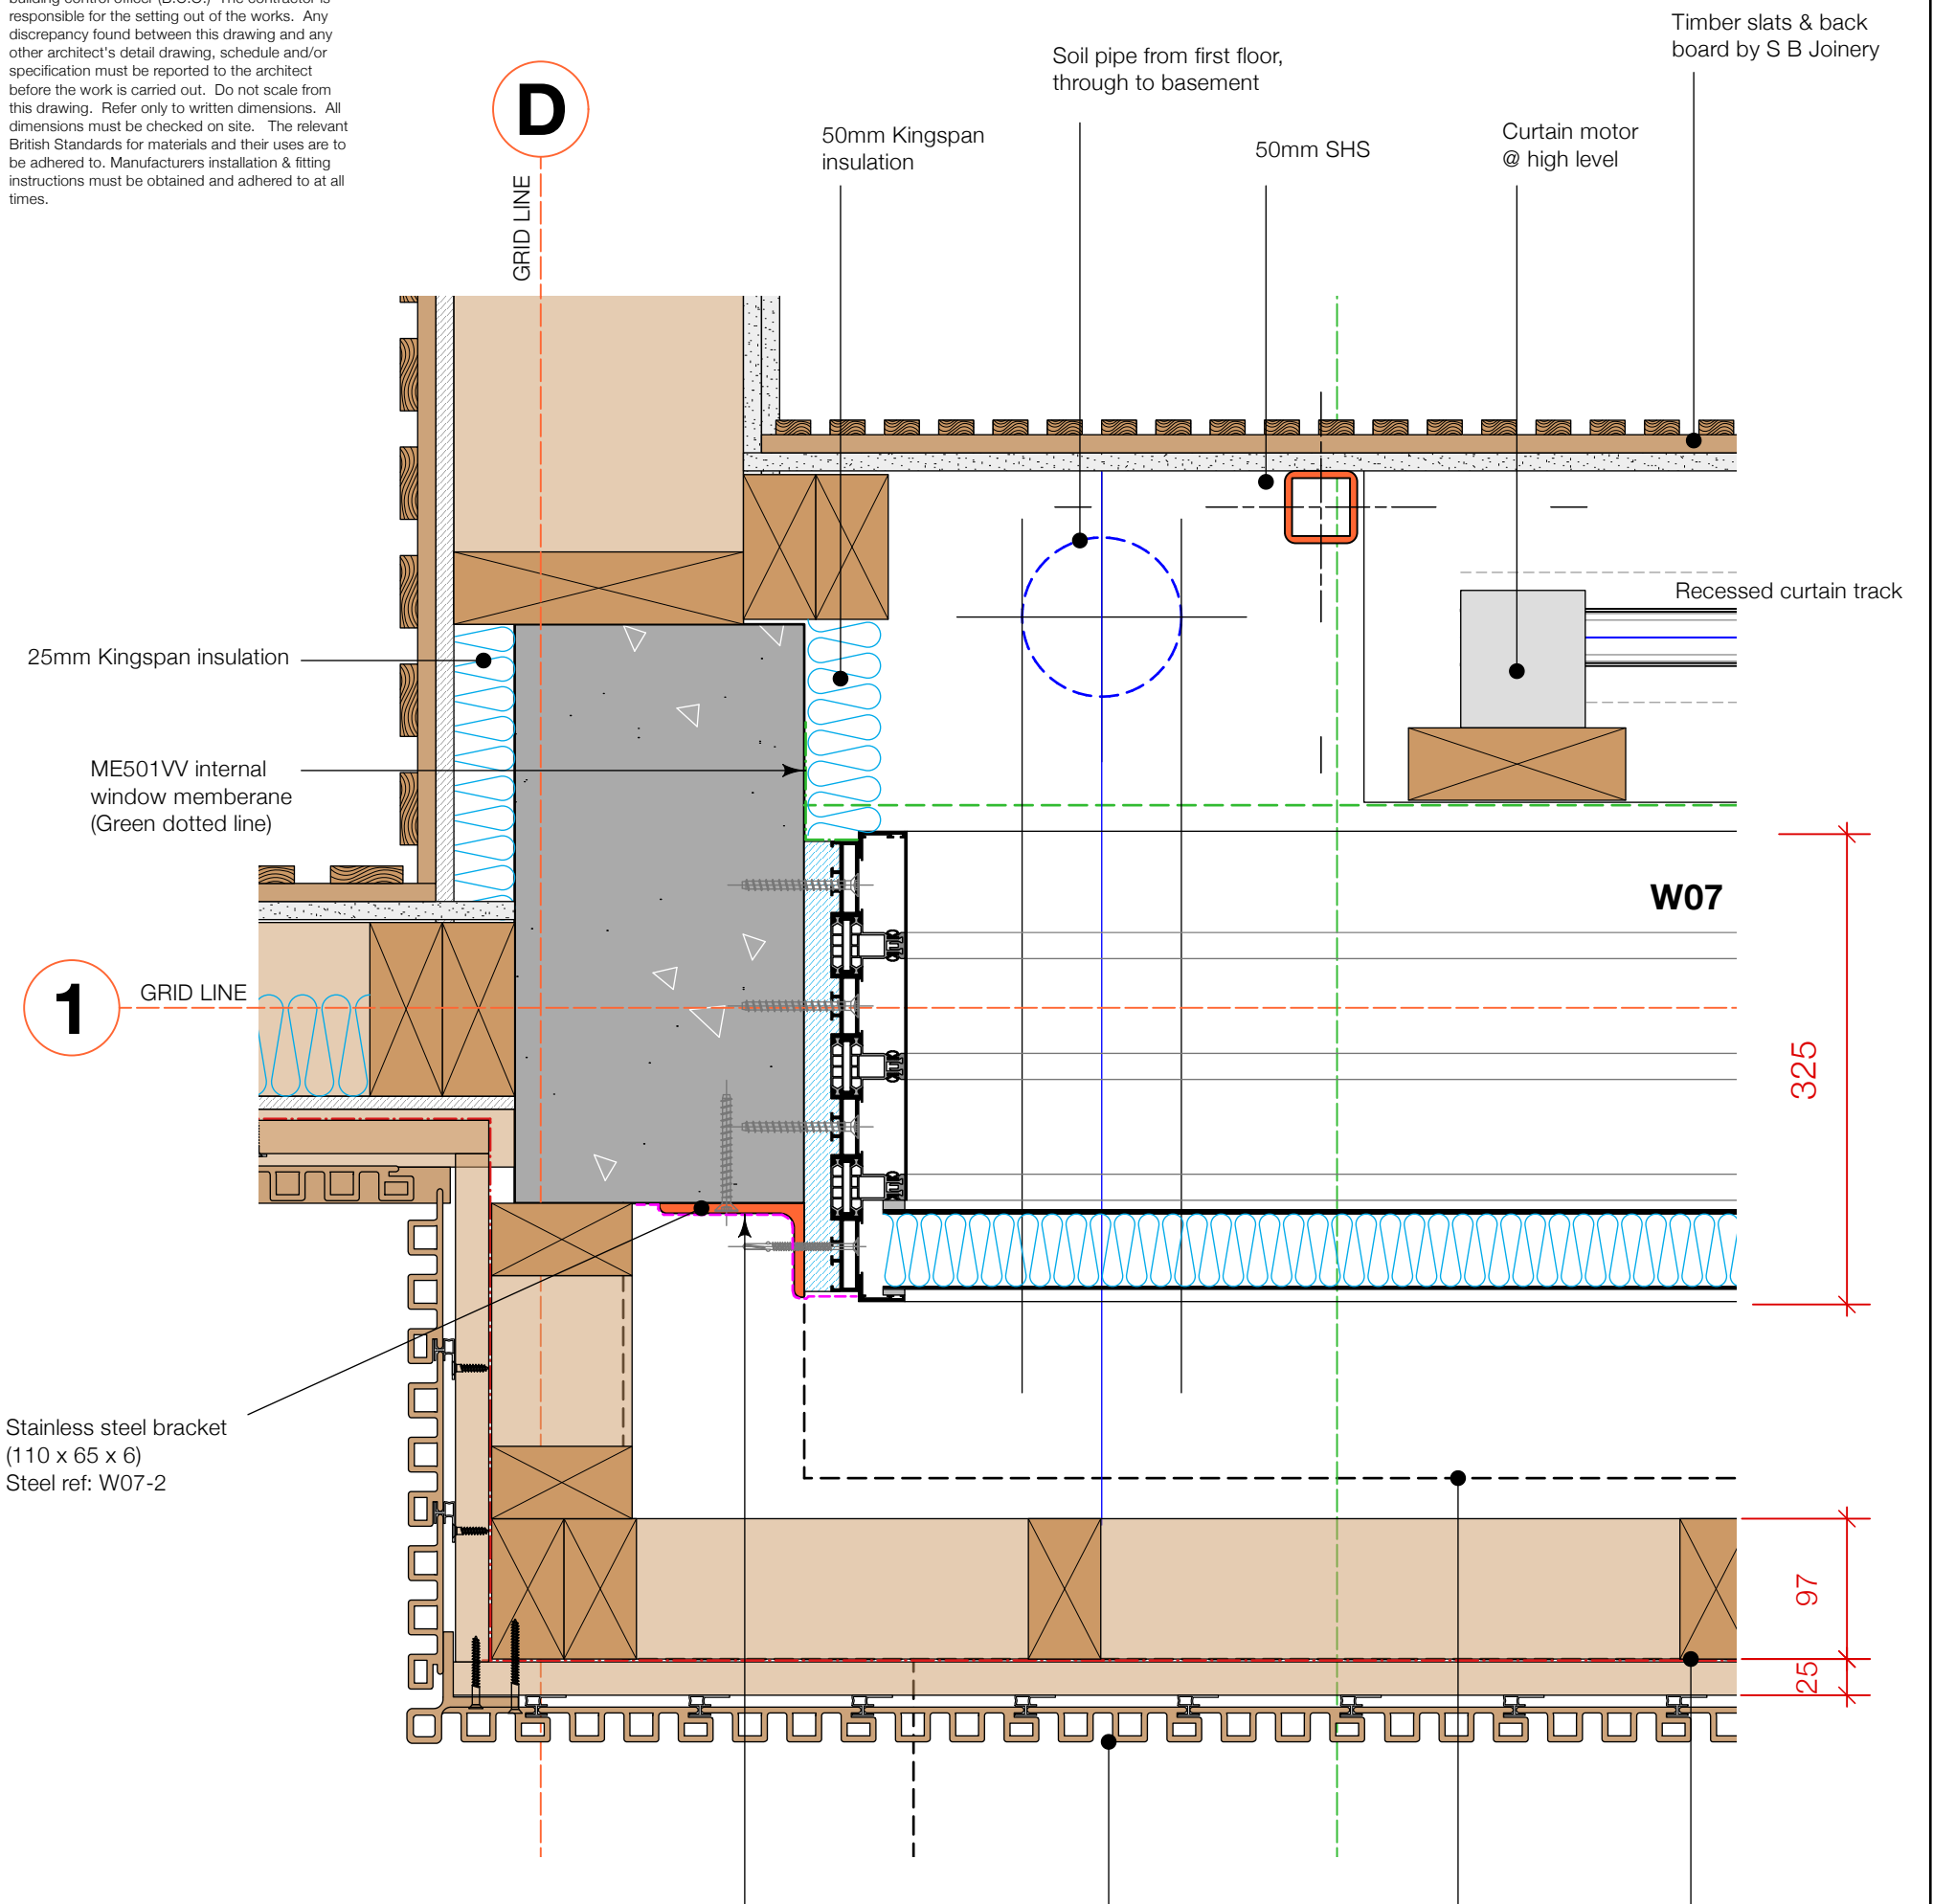 building control officer (B.C.O.) The contractor is
responsible for the setting out of the works. Any
discrepancy found between this drawing and any
other architect's detail drawing, schedule and/or
specification must be reported to the architect
before the work is carried out. Do not scale from
this drawing. Refer only to written dimensions. All
dimensions must be checked on site. The relevant
British Standards for materials and their uses are to
be adhered to. Manufacturers installation & fitting
instructions must be obtained and adhered to at all
times.
D
GRID LINE
Soil pipe from first floor,
through to basement
Timber slats & back
board by S B Joinery
50mm Kingspan
insulation
50mm SHS
Curtain motor
@ high level
Recessed curtain track
25mm Kingspan insulation
ME501VV internal
window memberane
(Green dotted line)
W07
1
GRID LINE
325
Stainless steel bracket
(110 x 65 x 6)
Steel ref: W07-2
97
25